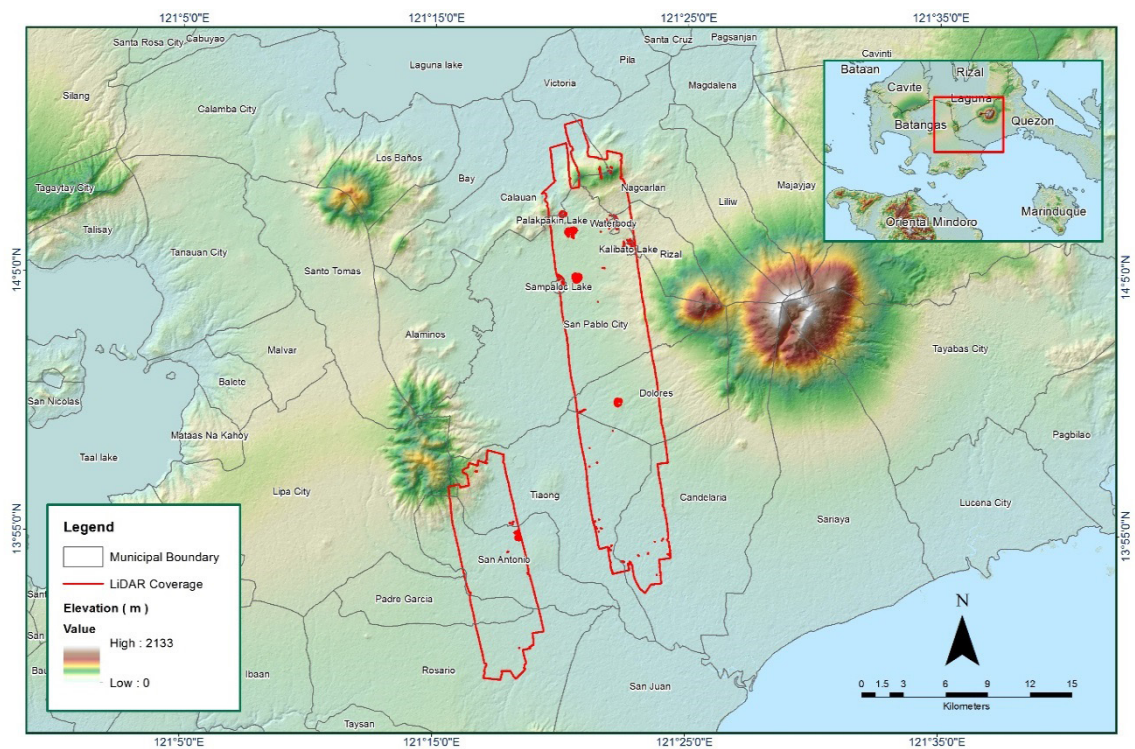 121°5'0"E
121°15'0"E
121°25'0"E
121°35'0"E
Santa Rosa City
Cabuyao
Santa Cruz
Pagsanjan
Laguna lake
Pila
Cavinti
Victoria
Magdalena
Silang
Calamba City
Los Baños
Bay
Tagaytay City
Calauan
Nagcarlan
Majayjay
Liliw
Talisay
Palakpakin Lake
Waterbody
Tanauan City
Kalibato Lake
Rizal
Santo Tomas
14°5'0"N
14°5'0"N
Sampaloc Lake
San Pablo City
Alaminos
Malvar
Tayabas City
Balete
Dolores
San Nicolas
Mataas Na Kahoy
Pagbilao
Taal lake
Lipa City
Tiaong
Candelaria
Lucena City
Sariaya
13°55'0"N
13°55'0"N
San Antonio
Padre Garcia
Rosario
Ibaan
San Juan
Taysan
Bataan
Rizal
Cavite
Laguna
Batangas
Quezon
Oriental Mindoro
Marinduque
Legend
Municipal Boundary
LiDAR Coverage
Elevation ( m )
Value
High : 2133
Low : 0
N
0 1.5 3 6 9 12 15
Kilometers
121°5'0"E
121°15'0"E
121°25'0"E
121°35'0"E